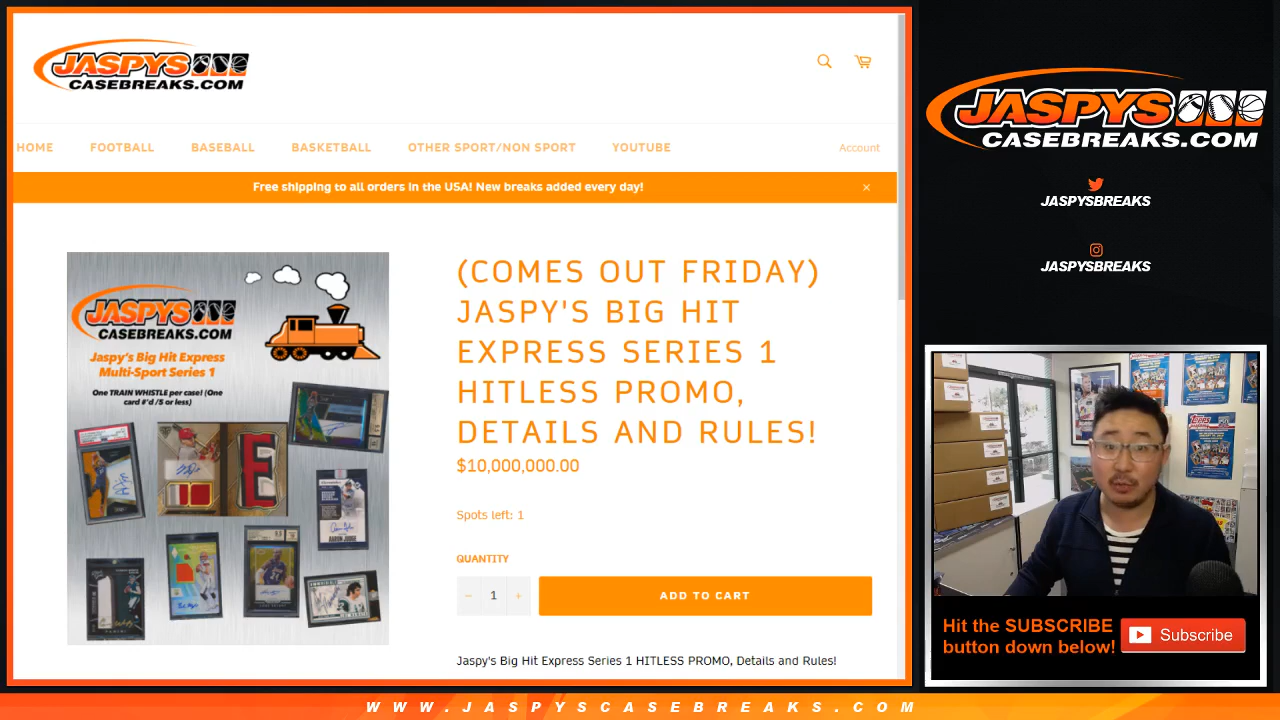 JASPYS
CASEBREAKS.COM
HOME FOOTBALL BASEBALL BASKETBALL OTHER SPORT/NON SPORT YOUTUBE Account
Free shipping to all orders in the USA! New breaks added every day! ×
JASPYS
CASEBREAKS.COM
Jaspy's Big Hit Express
Multi-Sport Series 1
One TRAIN WHISTLE per case! (One
card #'d /5 or less)
E
AARON JUDGE
PANINI
(COMES OUT FRIDAY)
JASPY'S BIG HIT
EXPRESS SERIES 1
HITLESS PROMO,
DETAILS AND RULES!
$10,000,000.00
Spots left: 1
QUANTITY
− 1 +
ADD TO CART
Jaspy's Big Hit Express Series 1 HITLESS PROMO, Details and Rules!
JASPYS
CASEBREAKS.COM
JASPYSBREAKS
JASPYSBREAKS
Hit the SUBSCRIBE
button down below!
Subscribe
WWW.JASPYSCASEBREAKS.COM